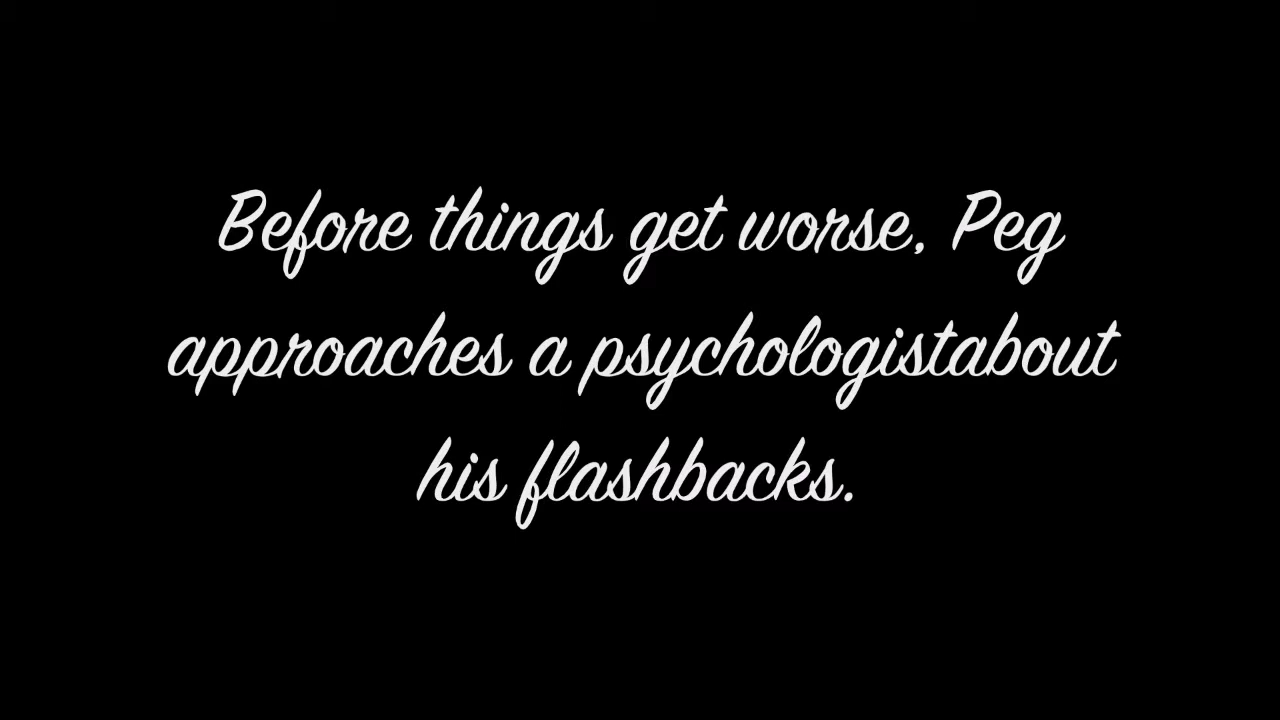 Before things get worse, Peg
approaches a psychologistabout
his flashbacks.